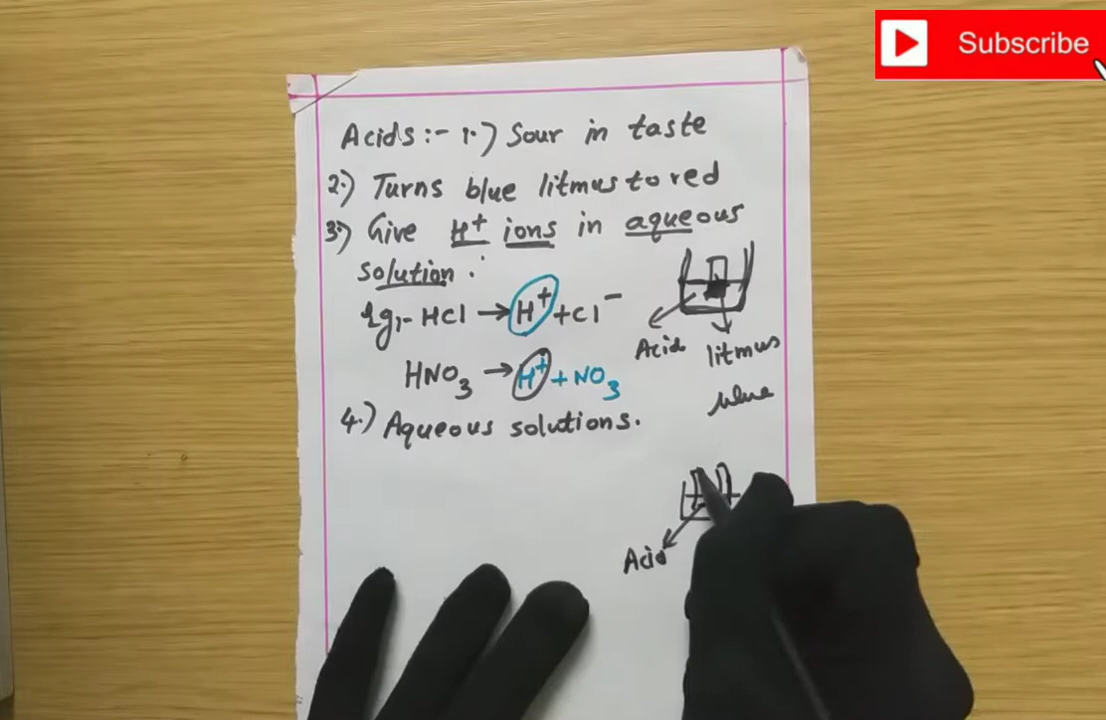 Subscribe
Acids:- 1.) Sour in taste
2.) Turns blue litmus to red
3.) Give H+ ions in aqueous
solution.
Eg:- HCl → H+ + Cl-
Acid litmus
blue
HNO3 → H+ + NO3
4.) Aqueous solutions.
Acid